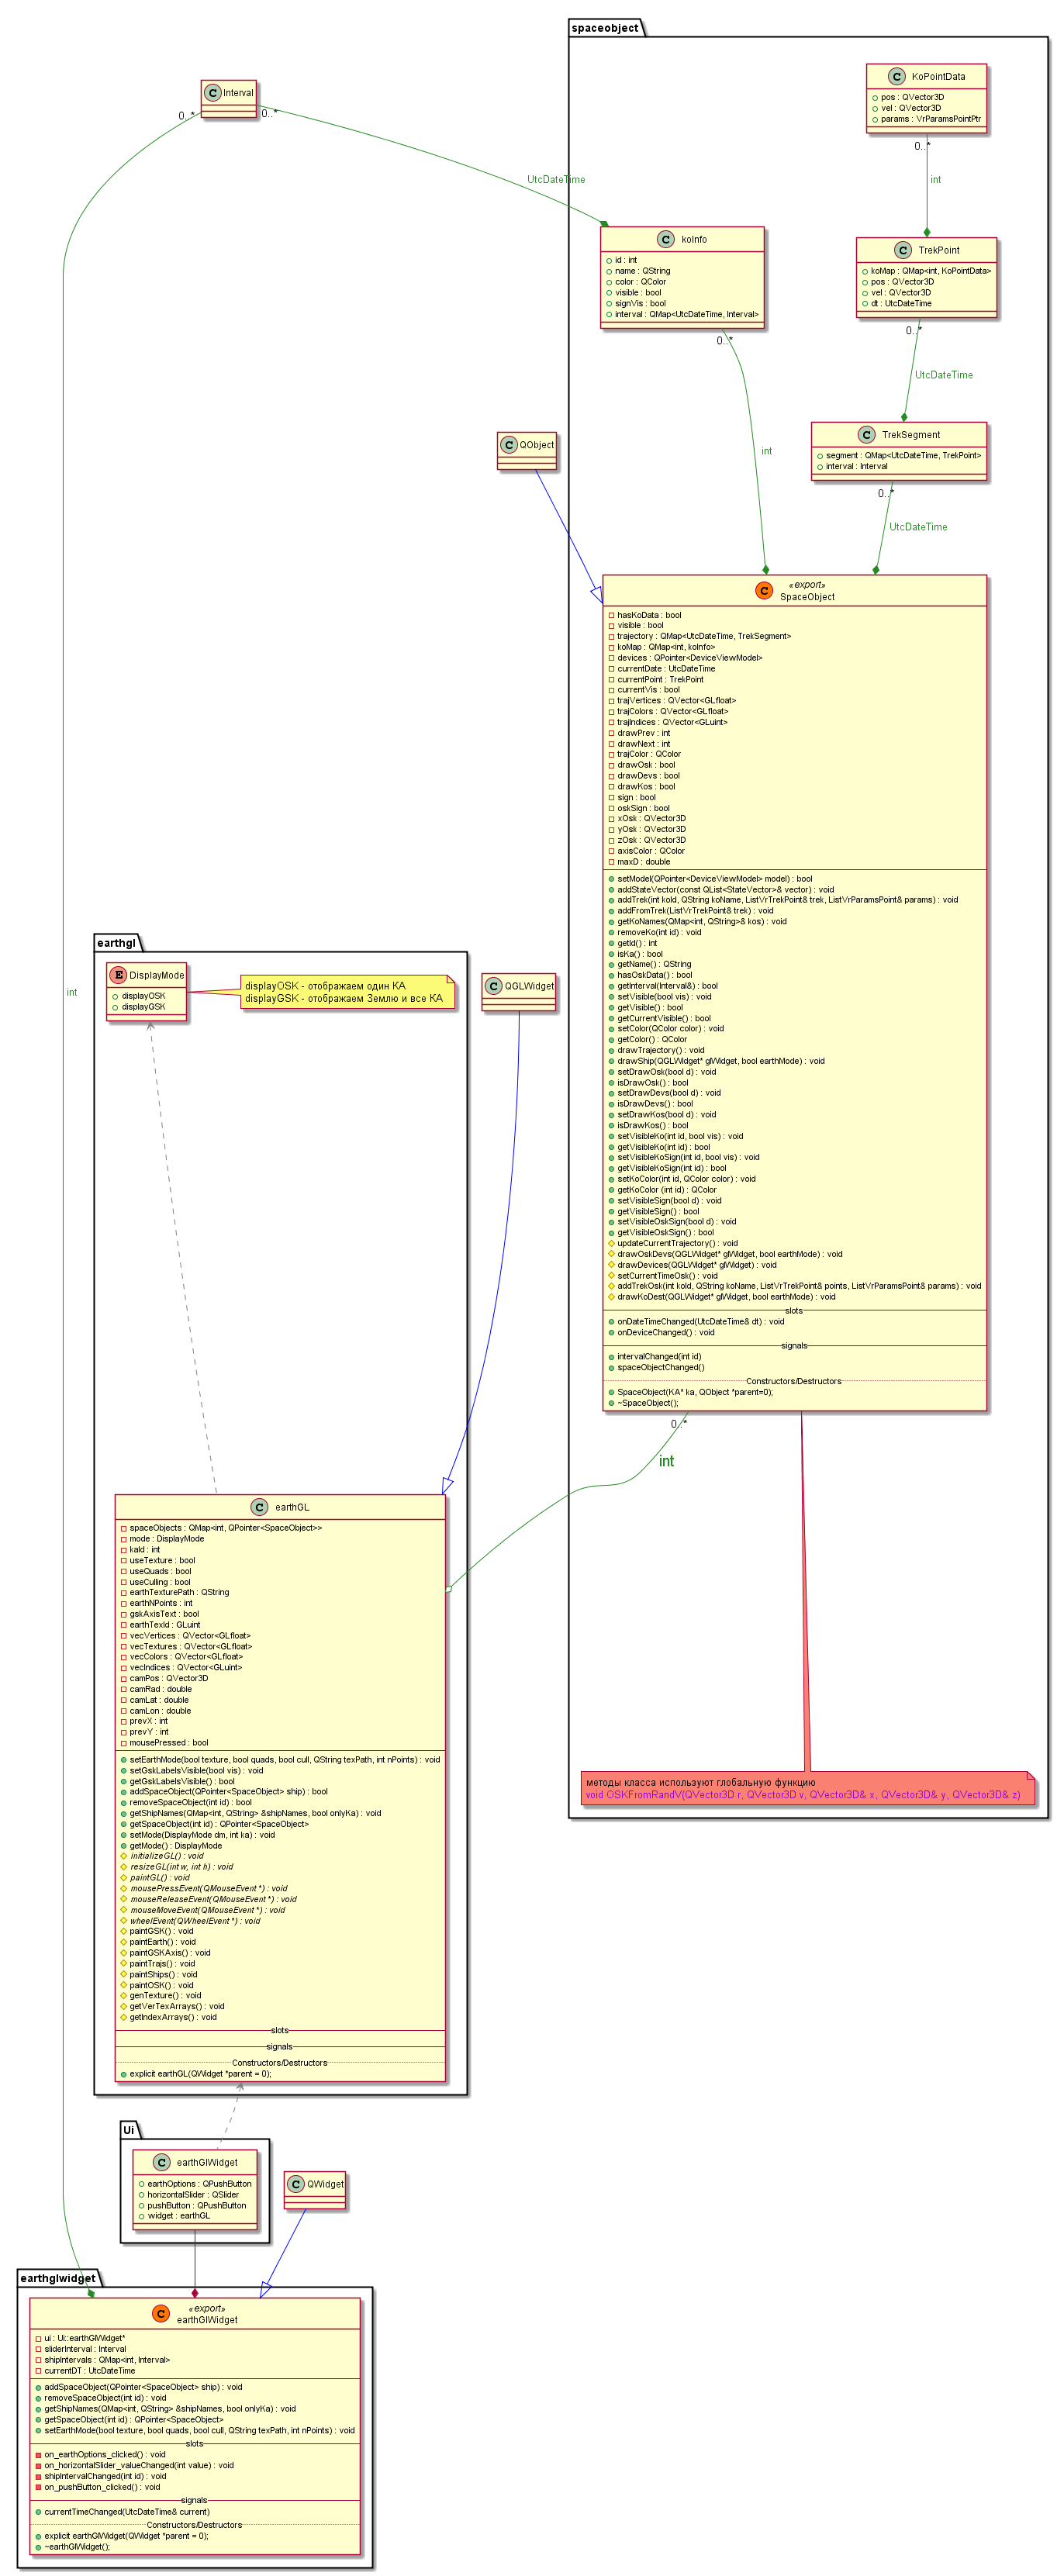 spaceobject
C KoPointData
pos : QVector3D
vel : QVector3D
params : VrParamsPointPtr
C Interval
0..*
0..*
0..*
UtcDateTime
int
C koInfo
id : int
name : QString
color : QColor
visible : bool
signVis : bool
interval : QMap<UtcDateTime, Interval>
C TrekPoint
koMap : QMap<int, KoPointData>
pos : QVector3D
vel : QVector3D
dt : UtcDateTime
0..*
0..*
UtcDateTime
C TrekSegment
segment : QMap<UtcDateTime, TrekPoint>
interval : Interval
C QObject
int
0..*
UtcDateTime
C «export»
SpaceObject
hasKoData : bool
visible : bool
trajectory : QMap<UtcDateTime, TrekSegment>
koMap : QMap<int, koInfo>
devices : QPointer<DeviceViewModel>
currentDate : UtcDateTime
currentPoint : TrekPoint
currentVis : bool
trajVertices : QVector<GLfloat>
trajColors : QVector<GLfloat>
trajIndices : QVector<GLuint>
drawPrev : int
drawNext : int
trajColor : QColor
drawOsk : bool
drawDevs : bool
drawKos : bool
sign : bool
oskSign : bool
xOsk : QVector3D
yOsk : QVector3D
zOsk : QVector3D
axisColor : QColor
maxD : double
setModel(QPointer<DeviceViewModel> model) : bool
addStateVector(const QList<StateVector>& vector) : void
addTrek(int koId, QString koName, ListVrTrekPoint& trek, ListVrParamsPoint& params) : void
addFromTrek(ListVrTrekPoint& trek) : void
getKoNames(QMap<int, QString>& kos) : void
removeKo(int id) : void
getId() : int
isKa() : bool
getName() : QString
hasOskData() : bool
getInterval(Interval&) : bool
setVisible(bool vis) : void
getVisible() : bool
getCurrentVisible() : bool
setColor(QColor color) : void
getColor() : QColor
drawTrajectory() : void
drawShip(QGLWidget* glWidget, bool earthMode) : void
setDrawOsk(bool d) : void
isDrawOsk() : bool
setDrawDevs(bool d) : void
isDrawDevs() : bool
setDrawKos(bool d) : void
isDrawKos() : bool
setVisibleKo(int id, bool vis) : void
getVisibleKo(int id) : bool
setVisibleKoSign(int id, bool vis) : void
getVisibleKoSign(int id) : bool
setKoColor(int id, QColor color) : void
getKoColor (int id) : QColor
setVisibleSign(bool d) : void
getVisibleSign() : bool
setVisibleOskSign(bool d) : void
getVisibleOskSign() : bool
updateCurrentTrajectory() : void
drawOskDevs(QGLWidget* glWidget, bool earthMode) : void
drawDevices(QGLWidget* glWidget) : void
setCurrentTimeOsk() : void
addTrekOsk(int koId, QString koName, ListVrTrekPoint& points, ListVrParamsPoint& params) : void
drawKoDest(QGLWidget* glWidget, bool earthMode) : void
slots
onDateTimeChanged(UtcDateTime& dt) : void
onDeviceChanged() : void
signals
intervalChanged(int id)
spaceObjectChanged()
Constructors/Destructors
SpaceObject(KA* ka, QObject *parent=0);
~SpaceObject();
0..*
int
методы класса используют глобальную функцию
void OSKFromRandV(QVector3D r, QVector3D v, QVector3D& x, QVector3D& y, QVector3D& z)
earthgl
E DisplayMode
displayOSK
displayGSK
displayOSK - отображаем один КА
displayGSK - отображаем Землю и все КА
C QGLWidget
int
C earthGL
spaceObjects : QMap<int, QPointer<SpaceObject>>
mode : DisplayMode
kaId : int
useTexture : bool
useQuads : bool
useCulling : bool
earthTexturePath : QString
earthNPoints : int
gskAxisText : bool
earthTexId : GLuint
vecVertices : QVector<GLfloat>
vecTextures : QVector<GLfloat>
vecColors : QVector<GLfloat>
vecIndices : QVector<GLuint>
camPos : QVector3D
camRad : double
camLat : double
camLon : double
prevX : int
prevY : int
mousePressed : bool
setEarthMode(bool texture, bool quads, bool cull, QString texPath, int nPoints) : void
setGskLabelsVisible(bool vis) : void
getGskLabelsVisible() : bool
addSpaceObject(QPointer<SpaceObject> ship) : bool
removeSpaceObject(int id) : bool
getShipNames(QMap<int, QString> &shipNames, bool onlyKa) : void
getSpaceObject(int id) : QPointer<SpaceObject>
setMode(DisplayMode dm, int ka) : void
getMode() : DisplayMode
initializeGL() : void
resizeGL(int w, int h) : void
paintGL() : void
mousePressEvent(QMouseEvent *) : void
mouseReleaseEvent(QMouseEvent *) : void
mouseMoveEvent(QMouseEvent *) : void
wheelEvent(QWheelEvent *) : void
paintGSK() : void
paintEarth() : void
paintGSKAxis() : void
paintTrajs() : void
paintShips() : void
paintOSK() : void
genTexture() : void
getVerTexArrays() : void
getIndexArrays() : void
slots
signals
Constructors/Destructors
explicit earthGL(QWidget *parent = 0);
Ui
C earthGlWidget
earthOptions : QPushButton
horizontalSlider : QSlider
pushButton : QPushButton
widget : earthGL
C QWidget
earthglwidget
C «export»
earthGlWidget
ui : Ui::earthGlWidget*
sliderInterval : Interval
shipIntervals : QMap<int, Interval>
currentDT : UtcDateTime
addSpaceObject(QPointer<SpaceObject> ship) : void
removeSpaceObject(int id) : void
getShipNames(QMap<int, QString> &shipNames, bool onlyKa) : void
getSpaceObject(int id) : QPointer<SpaceObject>
setEarthMode(bool texture, bool quads, bool cull, QString texPath, int nPoints) : void
slots
on_earthOptions_clicked() : void
on_horizontalSlider_valueChanged(int value) : void
shipIntervalChanged(int id) : void
on_pushButton_clicked() : void
signals
currentTimeChanged(UtcDateTime& current)
Constructors/Destructors
explicit earthGlWidget(QWidget *parent = 0);
~earthGlWidget();